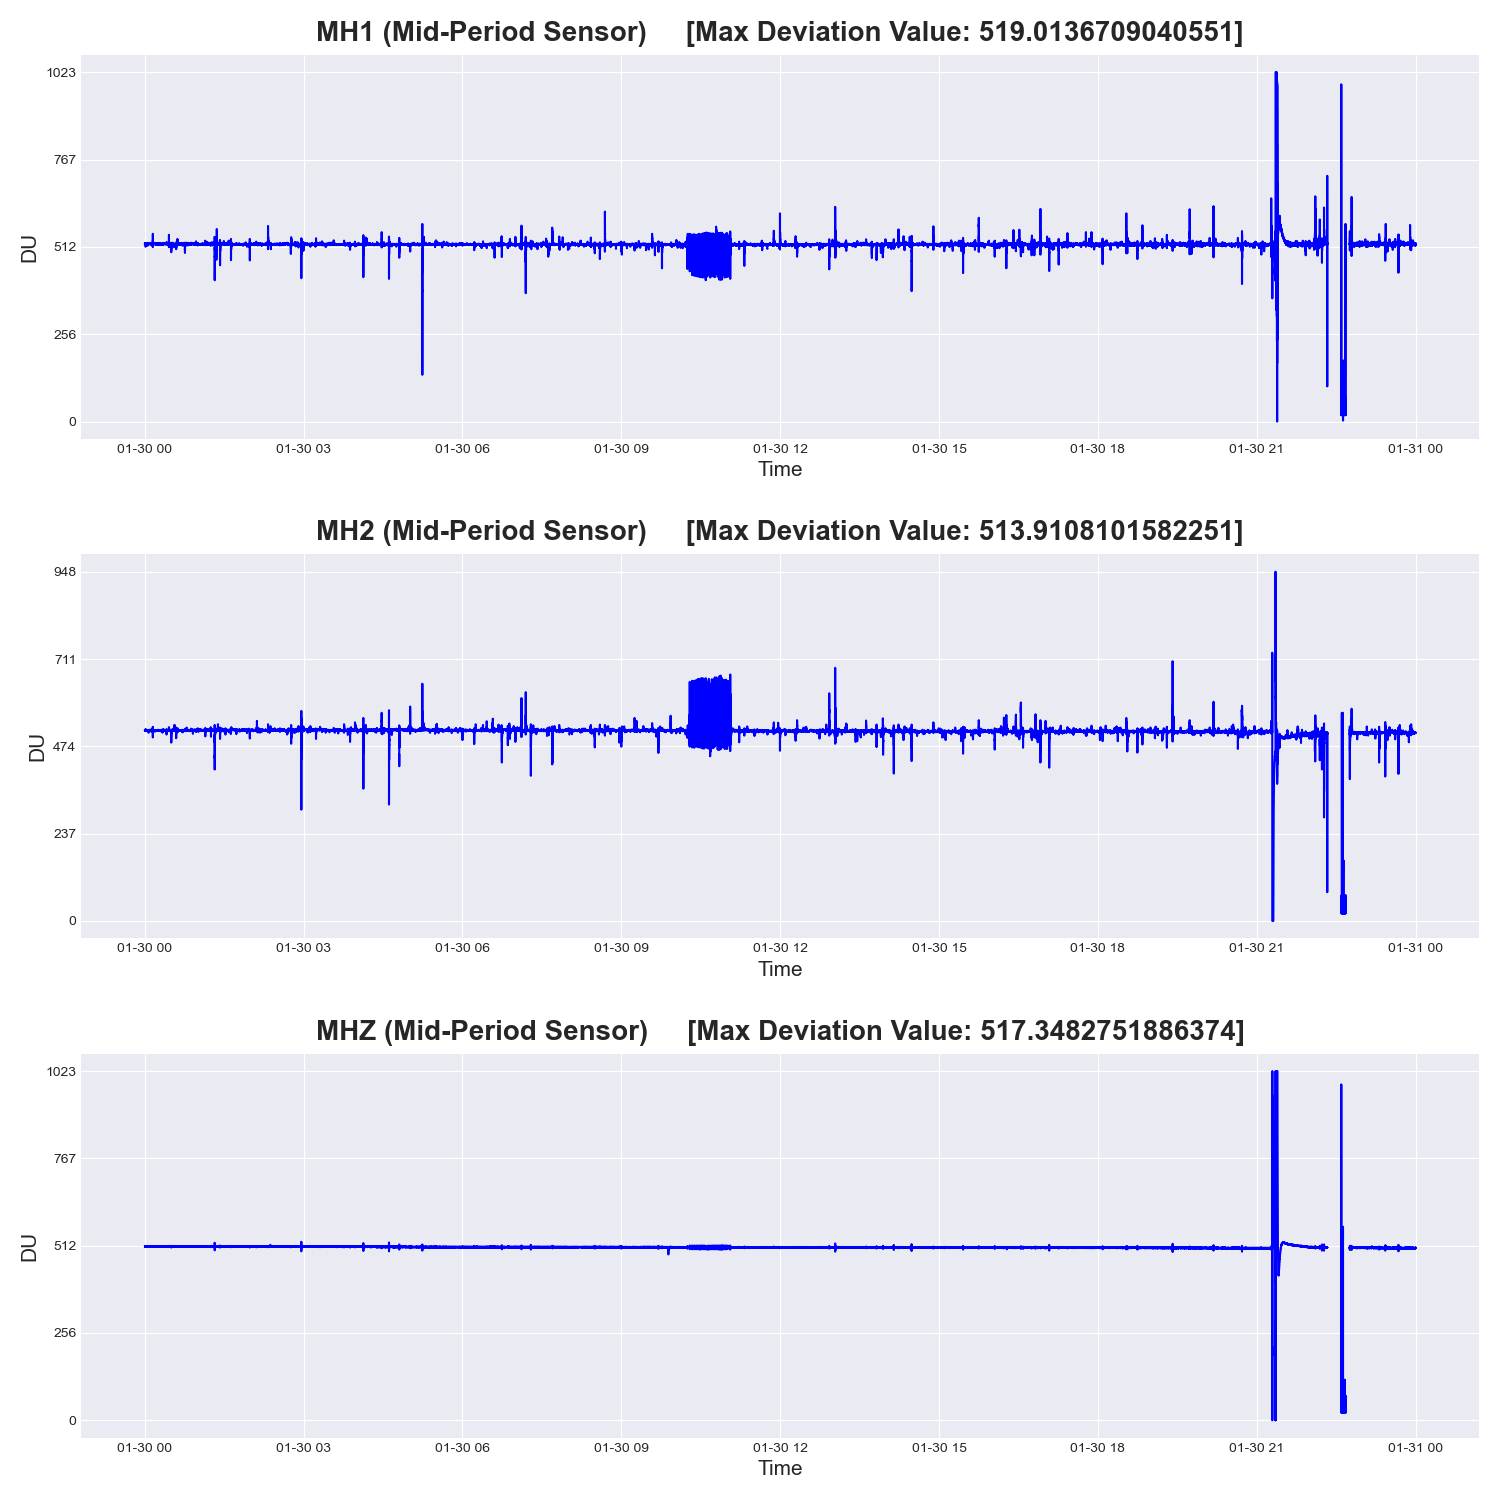 MH1 (Mid-Period Sensor) [Max Deviation Value: 519.0136709040551]
1023
767
512
256
0
DU
01-30 00 01-30 03 01-30 06 01-30 09 01-30 12 01-30 15 01-30 18 01-30 21 01-31 00
Time
MH2 (Mid-Period Sensor) [Max Deviation Value: 513.9108101582251]
948
711
474
237
0
DU
01-30 00 01-30 03 01-30 06 01-30 09 01-30 12 01-30 15 01-30 18 01-30 21 01-31 00
Time
MHZ (Mid-Period Sensor) [Max Deviation Value: 517.3482751886374]
1023
767
512
256
0
DU
01-30 00 01-30 03 01-30 06 01-30 09 01-30 12 01-30 15 01-30 18 01-30 21 01-31 00
Time